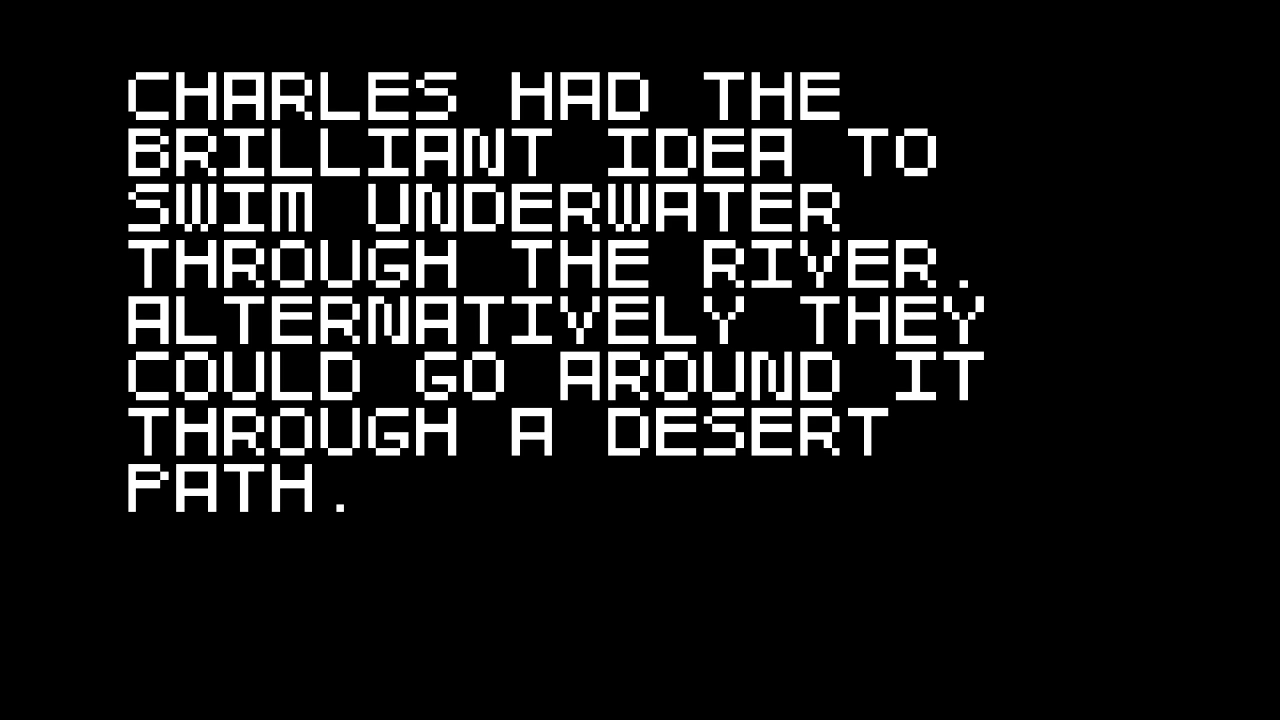 CHARLES HAD THE
BRILLIANT IDEA TO
SWIM UNDERWATER
THROUGH THE RIVER.
ALTERNATIVELY THEY
COULD GO AROUND IT
THROUGH A DESERT
PATH.